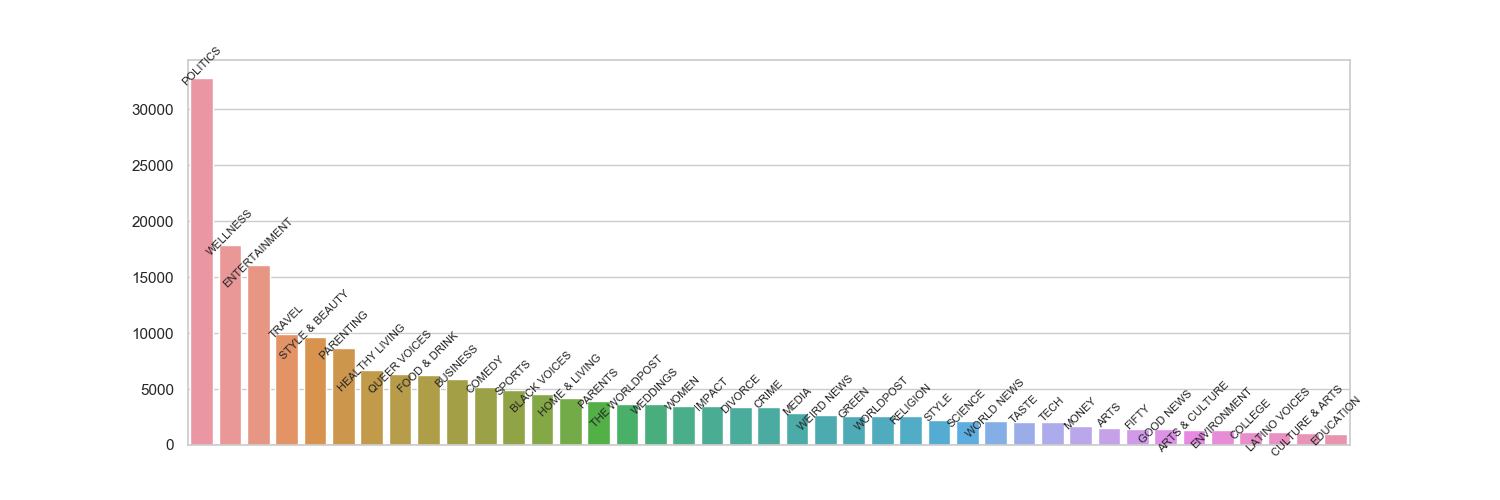 30000
25000
20000
15000
10000
5000
0
POLITICS
WELLNESS
ENTERTAINMENT
TRAVEL
STYLE & BEAUTY
PARENTING
HEALTHY LIVING
QUEER VOICES
FOOD & DRINK
BUSINESS
COMEDY
SPORTS
BLACK VOICES
HOME & LIVING
PARENTS
THE WORLDPOST
WEDDINGS
WOMEN
IMPACT
DIVORCE
CRIME
MEDIA
WEIRD NEWS
GREEN
WORLDPOST
RELIGION
STYLE
SCIENCE
WORLD NEWS
TASTE
TECH
MONEY
ARTS
FIFTY
GOOD NEWS
ARTS & CULTURE
ENVIRONMENT
COLLEGE
LATINO VOICES
CULTURE & ARTS
EDUCATION